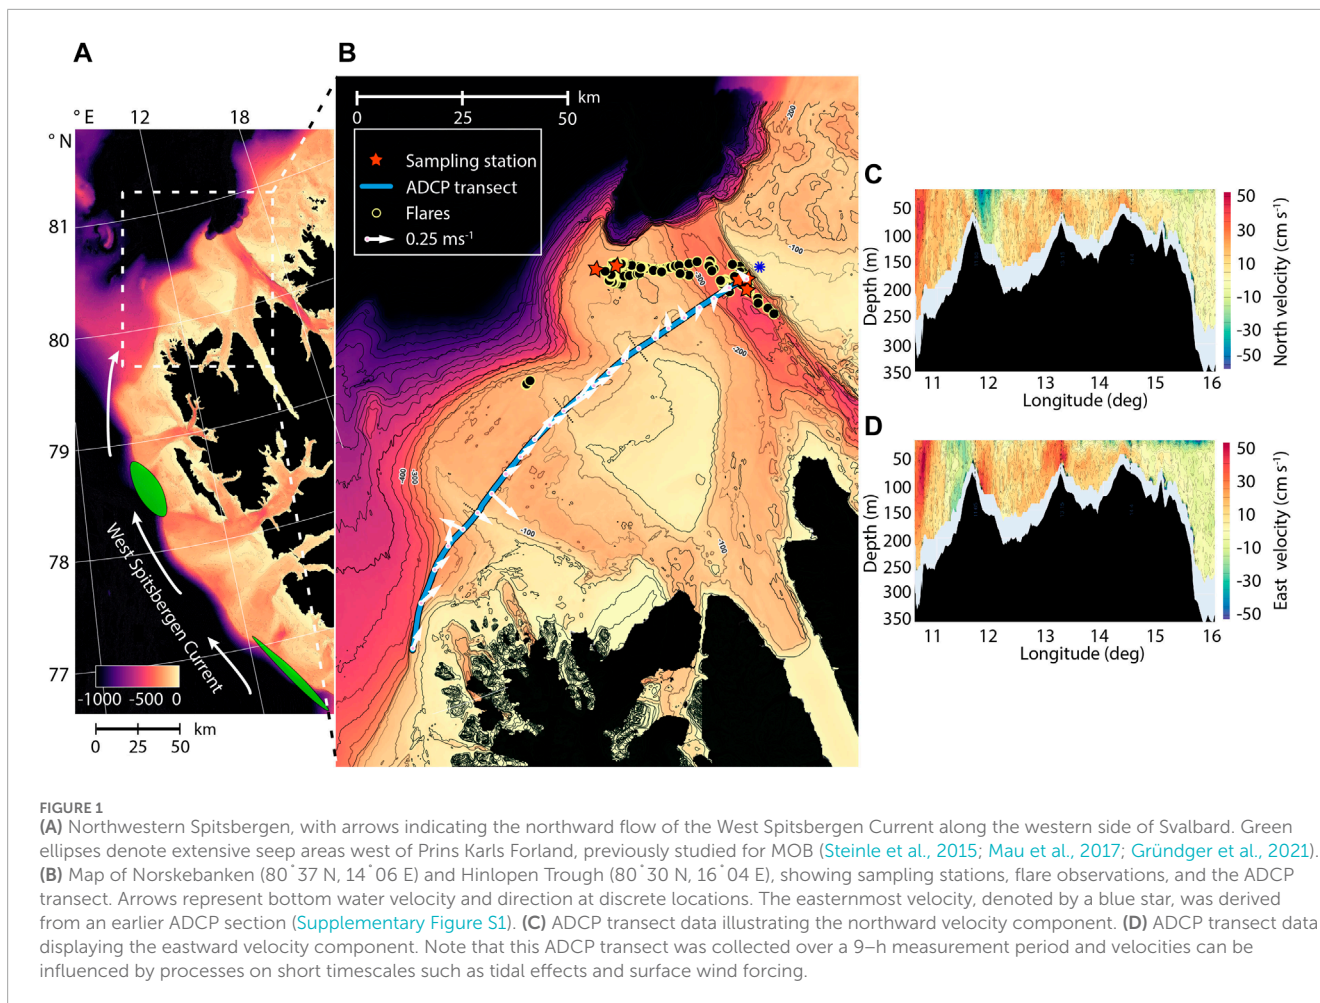 A
B
° E 12 18
° N
81
80
79
78
77
West Spitsbergen Current
-1000 -500 0
km
0 25 50
km
0 25 50
Sampling station
ADCP transect
Flares
0.25 ms⁻¹
-200
-100
-300
-200
-400
-300
-100
-100
C
50
100
150
200
250
300
350
Depth (m)
11 12 13 14 15 16
Longitude (deg)
50
30
10
-10
-30
-50
North velocity (cm s⁻¹)
D
50
100
150
200
250
300
350
Depth (m)
11 12 13 14 15 16
Longitude (deg)
50
30
10
-10
-30
-50
East velocity (cm s⁻¹)
FIGURE 1
(A) Northwestern Spitsbergen, with arrows indicating the northward flow of the West Spitsbergen Current along the western side of Svalbard. Green
ellipses denote extensive seep areas west of Prins Karls Forland, previously studied for MOB (Steinle et al., 2015; Mau et al., 2017; Gründger et al., 2021).
(B) Map of Norskebanken (80°37 N, 14°06 E) and Hinlopen Trough (80°30 N, 16°04 E), showing sampling stations, flare observations, and the ADCP
transect. Arrows represent bottom water velocity and direction at discrete locations. The easternmost velocity, denoted by a blue star, was derived
from an earlier ADCP section (Supplementary Figure S1). (C) ADCP transect data illustrating the northward velocity component. (D) ADCP transect data
displaying the eastward velocity component. Note that this ADCP transect was collected over a 9–h measurement period and velocities can be
influenced by processes on short timescales such as tidal effects and surface wind forcing.